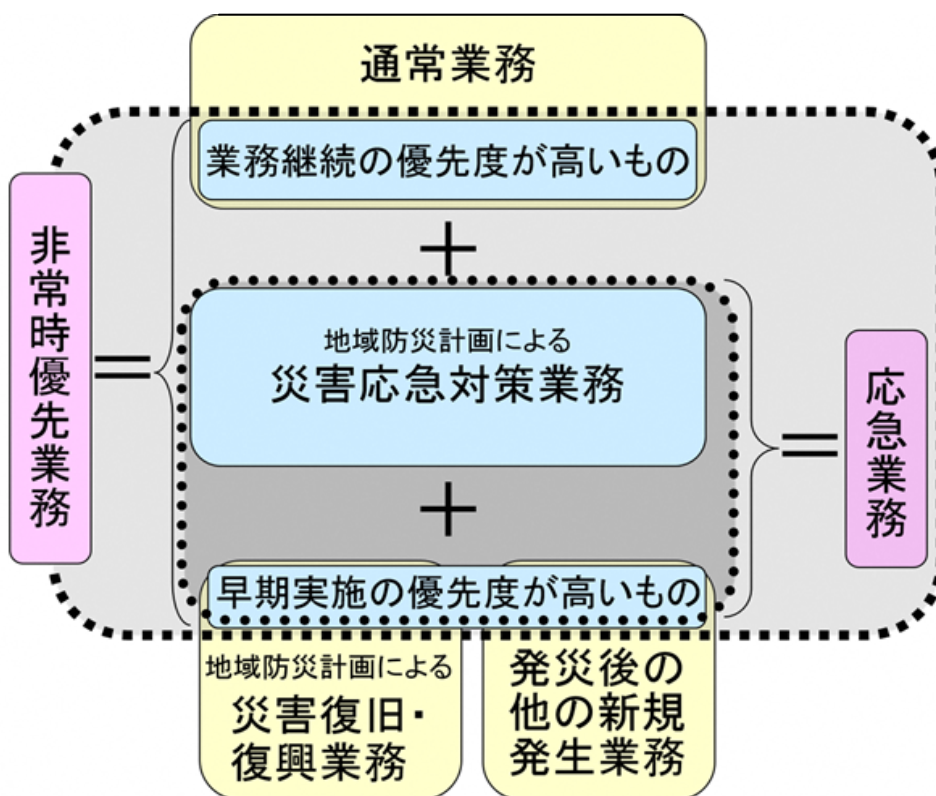 通常業務
業務継続の優先度が高いもの
+
非常時優先業務
=
地域防災計画による
災害応急対策業務
=
応急業務
+
早期実施の優先度が高いもの
地域防災計画による
災害復旧・
復興業務
発災後の
他の新規
発生業務